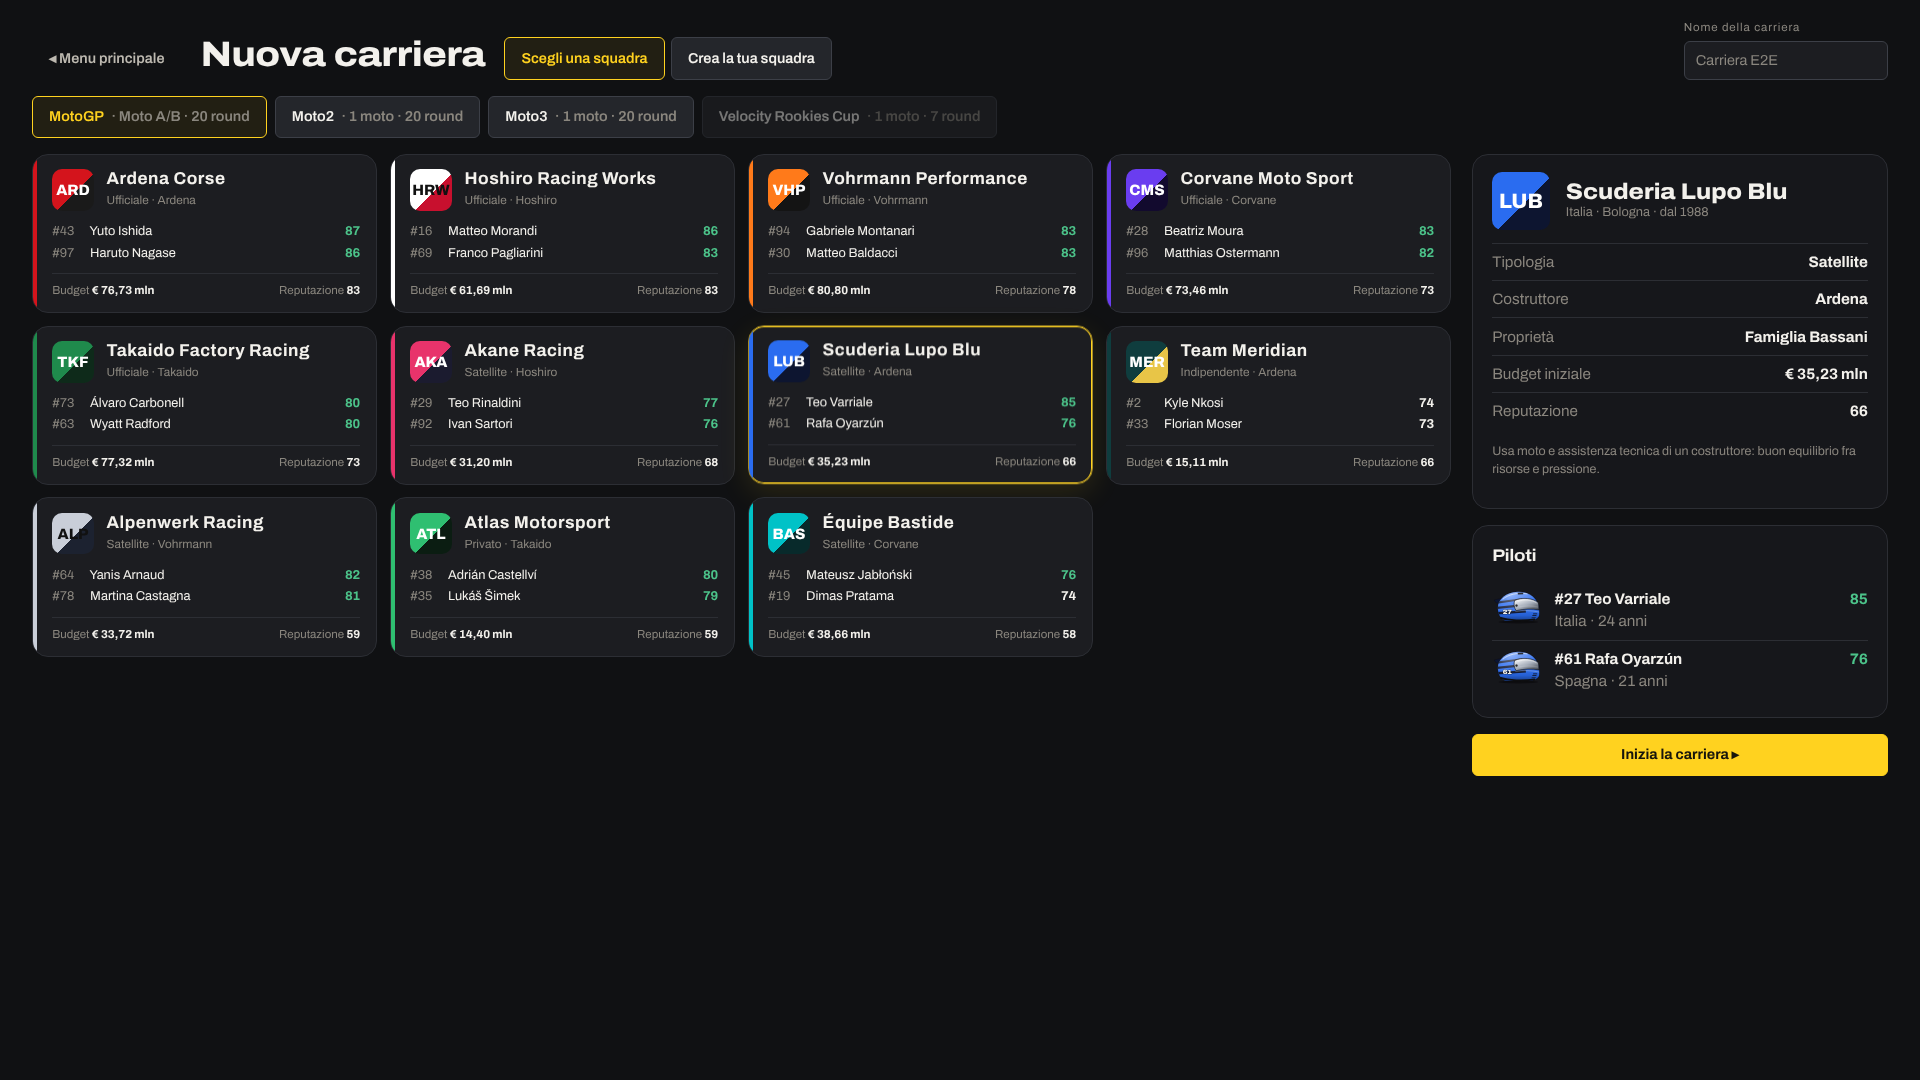 Nome della carriera
◂ Menu principale
Nuova carriera
Scegli una squadra
Crea la tua squadra
Carriera E2E
MotoGP · Moto A/B · 20 round
Moto2 · 1 moto · 20 round
Moto3 · 1 moto · 20 round
Velocity Rookies Cup · 1 moto · 7 round
ARD
Ardena Corse
Ufficiale · Ardena
#43 Yuto Ishida 87
#97 Haruto Nagase 86
Budget € 76,73 mln Reputazione 83
HRW
Hoshiro Racing Works
Ufficiale · Hoshiro
#16 Matteo Morandi 86
#69 Franco Pagliarini 83
Budget € 61,69 mln Reputazione 83
VHP
Vohrmann Performance
Ufficiale · Vohrmann
#94 Gabriele Montanari 83
#30 Matteo Baldacci 83
Budget € 80,80 mln Reputazione 78
CMS
Corvane Moto Sport
Ufficiale · Corvane
#28 Beatriz Moura 83
#96 Matthias Ostermann 82
Budget € 73,46 mln Reputazione 73
TKF
Takaido Factory Racing
Ufficiale · Takaido
#73 Álvaro Carbonell 80
#63 Wyatt Radford 80
Budget € 77,32 mln Reputazione 73
AKA
Akane Racing
Satellite · Hoshiro
#29 Teo Rinaldini 77
#92 Ivan Sartori 76
Budget € 31,20 mln Reputazione 68
LUB
Scuderia Lupo Blu
Satellite · Ardena
#27 Teo Varriale 85
#61 Rafa Oyarzún 76
Budget € 35,23 mln Reputazione 66
MER
Team Meridian
Indipendente · Ardena
#2 Kyle Nkosi 74
#33 Florian Moser 73
Budget € 15,11 mln Reputazione 66
ALP
Alpenwerk Racing
Satellite · Vohrmann
#64 Yanis Arnaud 82
#78 Martina Castagna 81
Budget € 33,72 mln Reputazione 59
ATL
Atlas Motorsport
Privato · Takaido
#38 Adrián Castellví 80
#35 Lukáš Šimek 79
Budget € 14,40 mln Reputazione 59
BAS
Équipe Bastide
Satellite · Corvane
#45 Mateusz Jabłoński 76
#19 Dimas Pratama 74
Budget € 38,66 mln Reputazione 58
LUB
Scuderia Lupo Blu
Italia · Bologna · dal 1988
Tipologia Satellite
Costruttore Ardena
Proprietà Famiglia Bassani
Budget iniziale € 35,23 mln
Reputazione 66
Usa moto e assistenza tecnica di un costruttore: buon equilibrio fra
risorse e pressione.
Piloti
27
#27 Teo Varriale 85
Italia · 24 anni
61
#61 Rafa Oyarzún 76
Spagna · 21 anni
Inizia la carriera ▸